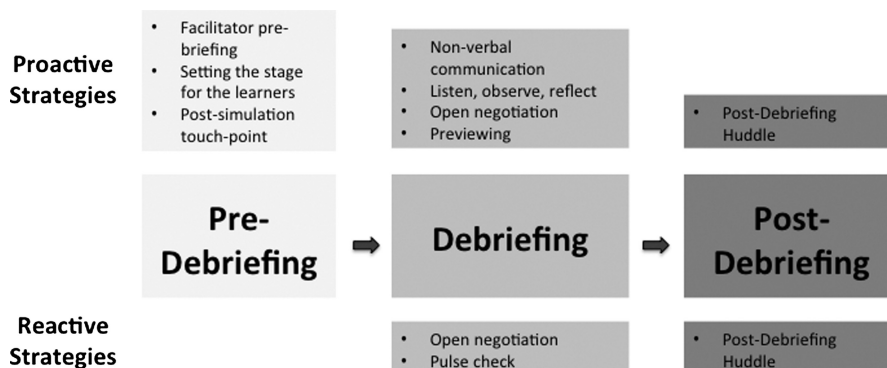 Proactive
Strategies
• Facilitator pre-
briefing
• Setting the stage
for the learners
• Post-simulation
touch-point
• Non-verbal
communication
• Listen, observe, reflect
• Open negotiation
• Previewing
• Post-Debriefing
Huddle
Pre-
Debriefing
Debriefing
Post-
Debriefing
Reactive
Strategies
• Open negotiation
• Pulse check
• Post-Debriefing
Huddle